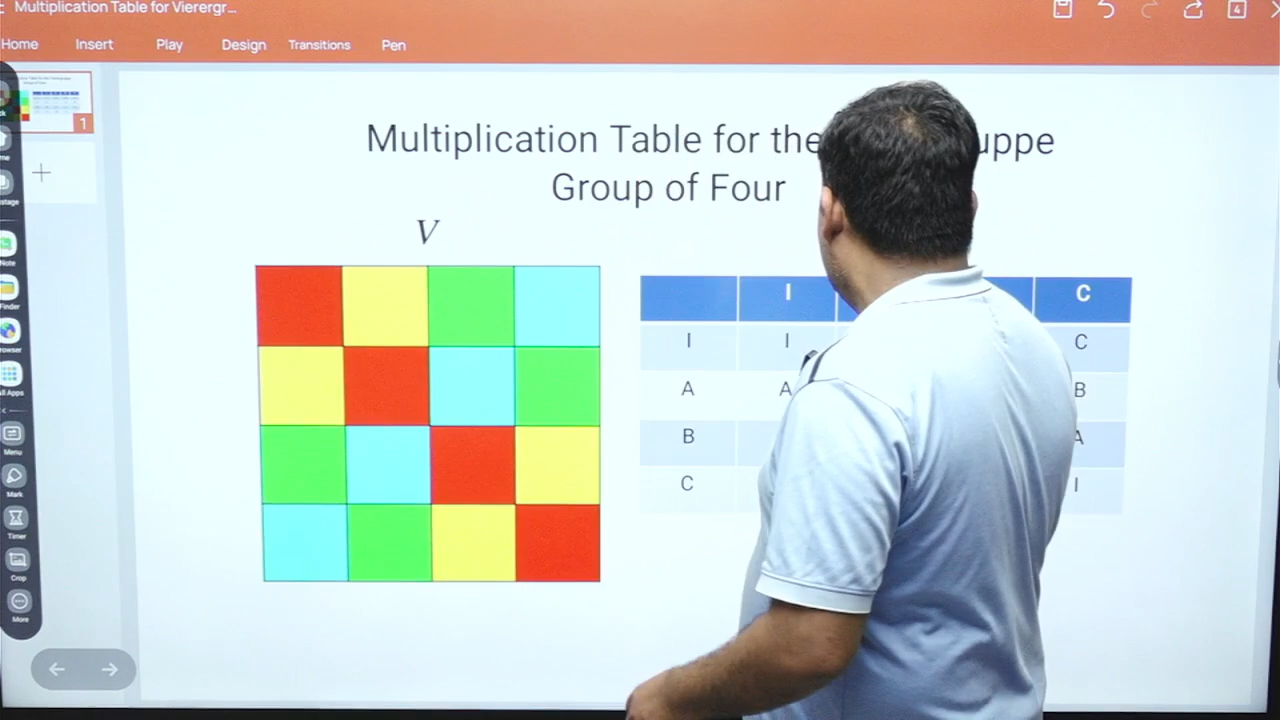 Multiplication Table for Vierergr...
4
Home Insert Play Design Transitions Pen
1
Multiplication Table for the uppe
Group of Four
V
I C
I I C
A A B
B A
C I
Note
Finder
All Apps
Menu
Mark
Timer
Crop
More